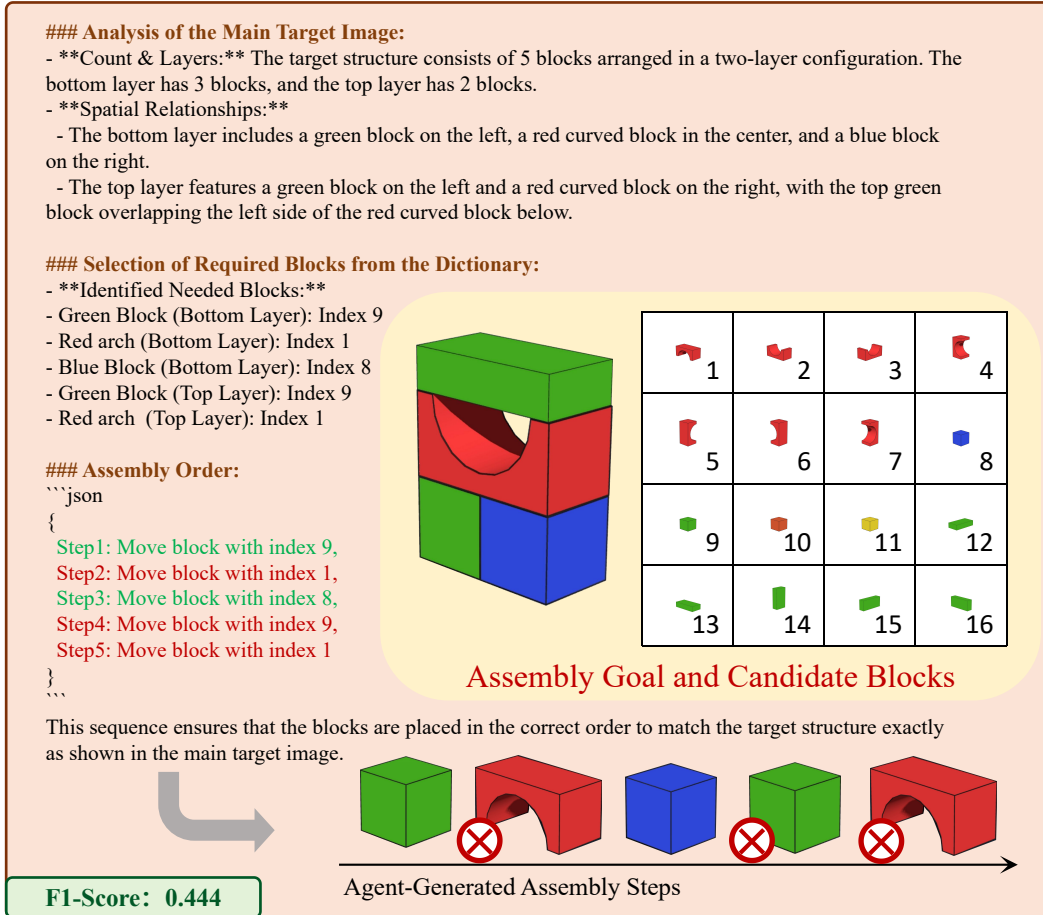 ### Analysis of the Main Target Image:
- **Count & Layers:** The target structure consists of 5 blocks arranged in a two-layer configuration. The
bottom layer has 3 blocks, and the top layer has 2 blocks.
- **Spatial Relationships:**
- The bottom layer includes a green block on the left, a red curved block in the center, and a blue block
on the right.
- The top layer features a green block on the left and a red curved block on the right, with the top green
block overlapping the left side of the red curved block below.
### Selection of Required Blocks from the Dictionary:
- **Identified Needed Blocks:**
- Green Block (Bottom Layer): Index 9
- Red arch (Bottom Layer): Index 1
- Blue Block (Bottom Layer): Index 8
- Green Block (Top Layer): Index 9
- Red arch (Top Layer): Index 1
### Assembly Order:
```json
{
Step1: Move block with index 9,
Step2: Move block with index 1,
Step3: Move block with index 8,
Step4: Move block with index 9,
Step5: Move block with index 1
}
```
1 2 3 4
5 6 7 8
9 10 11 12
13 14 15 16
Assembly Goal and Candidate Blocks
This sequence ensures that the blocks are placed in the correct order to match the target structure exactly
as shown in the main target image.
Agent-Generated Assembly Steps
F1-Score: 0.444